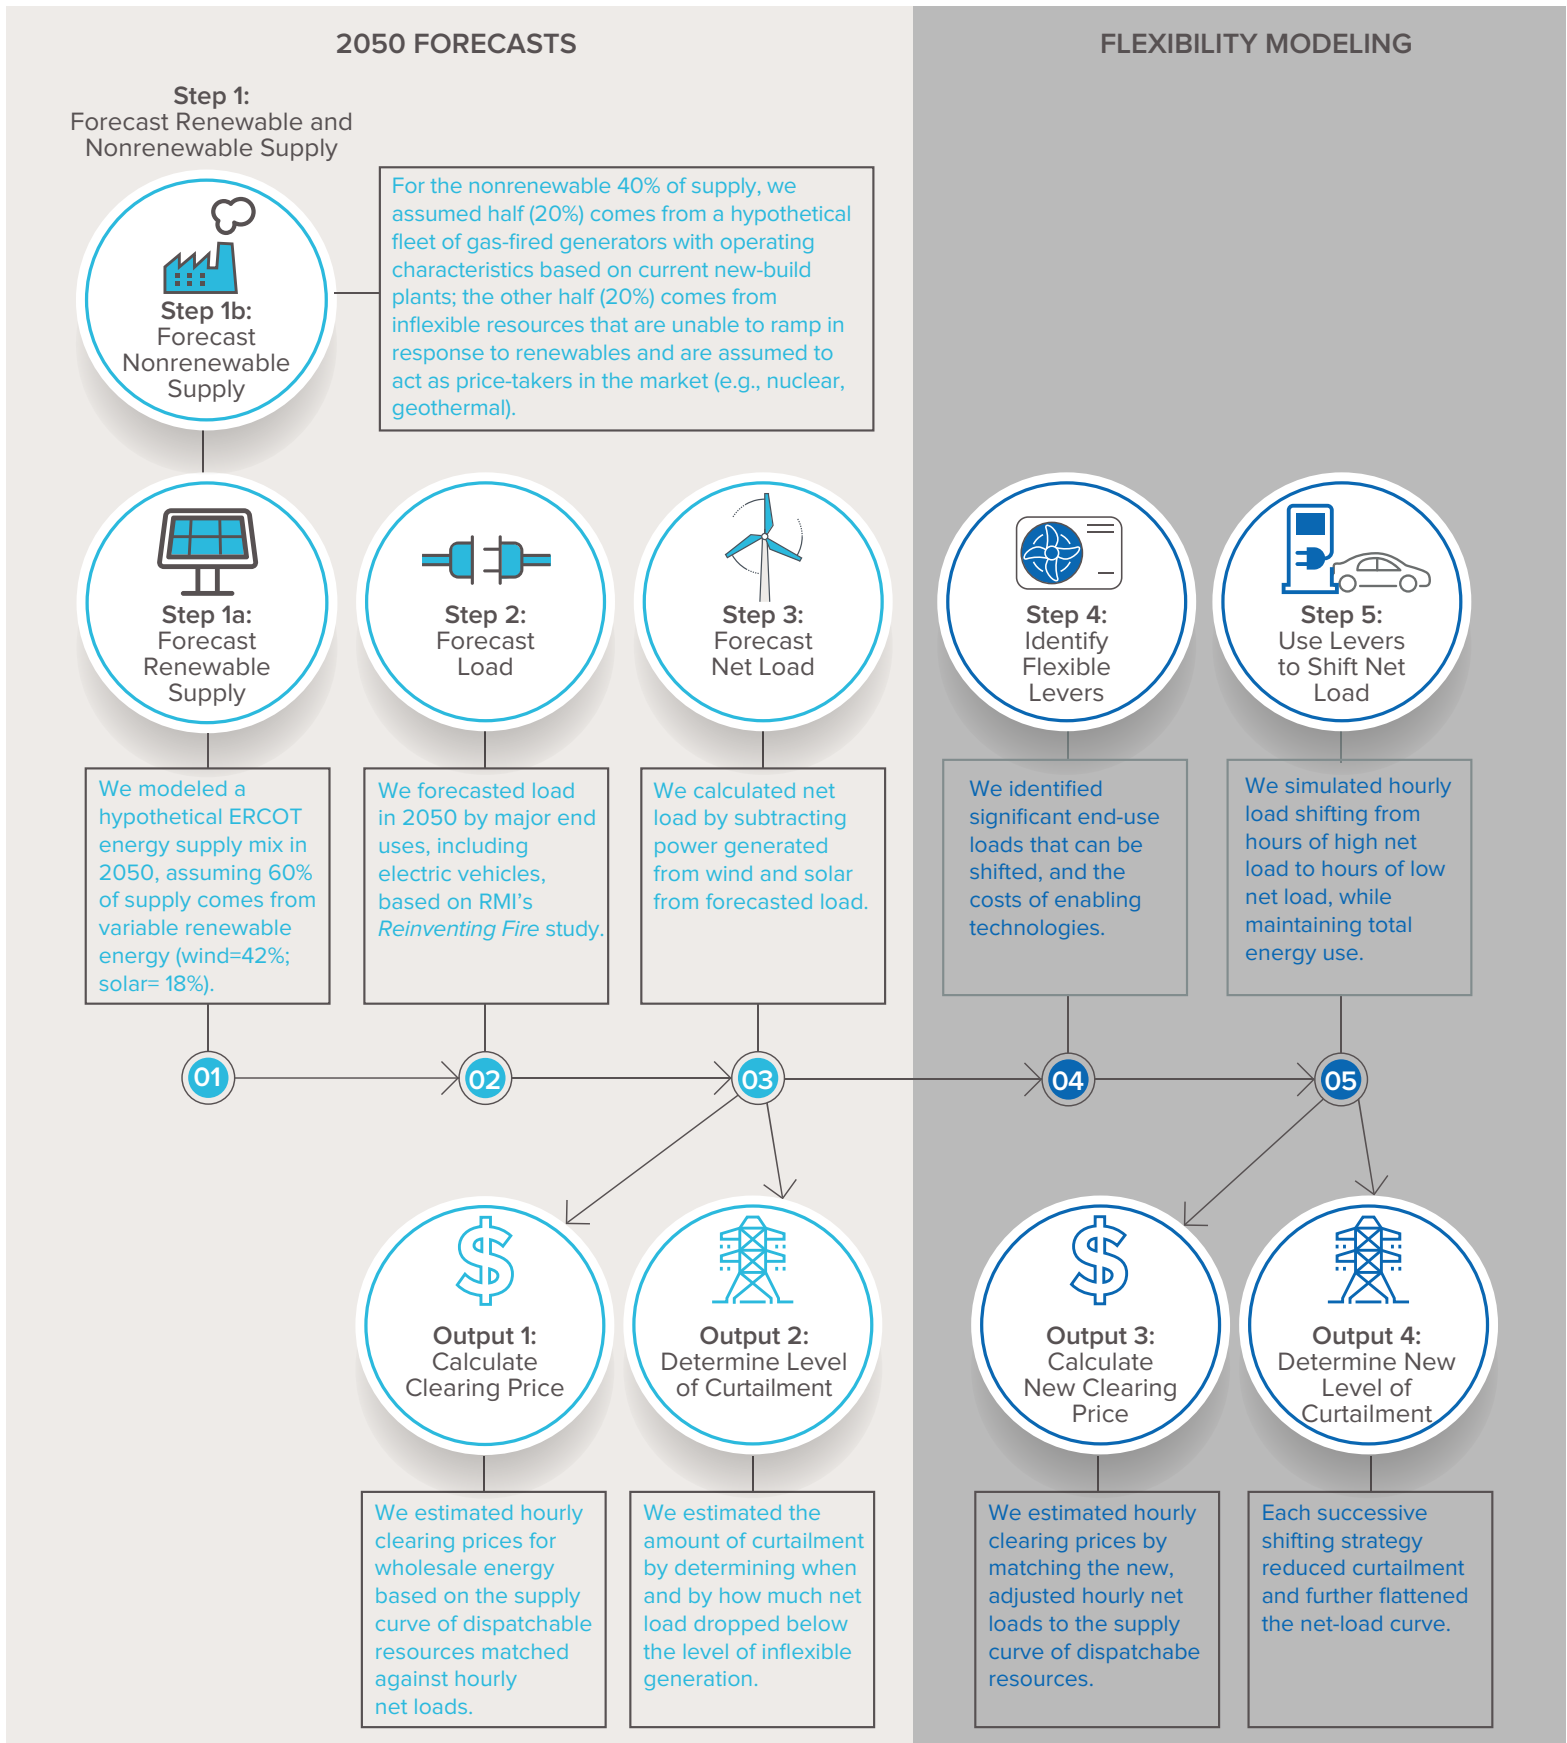 2050 FORECASTS
FLEXIBILITY MODELING
Step 1:
Forecast Renewable and
Nonrenewable Supply
Step 1b:
Forecast
Nonrenewable
Supply
For the nonrenewable 40% of supply, we
assumed half (20%) comes from a hypothetical
fleet of gas-fired generators with operating
characteristics based on current new-build
plants; the other half (20%) comes from
inflexible resources that are unable to ramp in
response to renewables and are assumed to
act as price-takers in the market (e.g., nuclear,
geothermal).
Step 1a:
Forecast
Renewable
Supply
Step 2:
Forecast
Load
Step 3:
Forecast
Net Load
Step 4:
Identify
Flexible
Levers
Step 5:
Use Levers
to Shift Net
Load
We modeled a
hypothetical ERCOT
energy supply mix in
2050, assuming 60%
of supply comes from
variable renewable
energy (wind=42%;
solar= 18%).
We forecasted load
in 2050 by major end
uses, including
electric vehicles,
based on RMI’s
Reinventing Fire study.
We calculated net
load by subtracting
power generated
from wind and solar
from forecasted load.
We identified
significant end-use
loads that can be
shifted, and the
costs of enabling
technologies.
We simulated hourly
load shifting from
hours of high net
load to hours of low
net load, while
maintaining total
energy use.
01
02
03
04
05
Output 1:
Calculate
Clearing Price
Output 2:
Determine Level
of Curtailment
Output 3:
Calculate
New Clearing
Price
Output 4:
Determine New
Level of
Curtailment
We estimated hourly
clearing prices for
wholesale energy
based on the supply
curve of dispatchable
resources matched
against hourly
net loads.
We estimated the
amount of curtailment
by determining when
and by how much net
load dropped below
the level of inflexible
generation.
We estimated hourly
clearing prices by
matching the new,
adjusted hourly net
loads to the supply
curve of dispatchabe
resources.
Each successive
shifting strategy
reduced curtailment
and further flattened
the net-load curve.